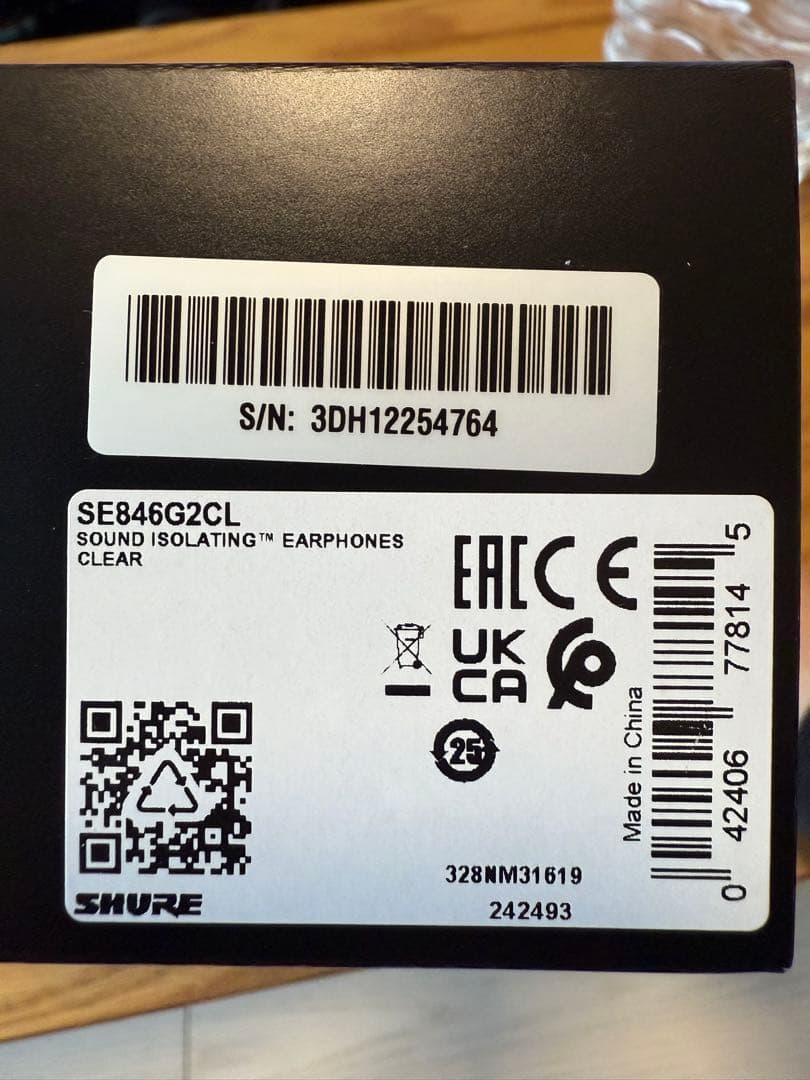 S/N: 3DH12254764
SE846G2CL
SOUND ISOLATING™ EARPHONES
CLEAR
EAC CE
UK
CA
25
Made in China
0 42406 77814 5
328NM31619
242493
SHURE